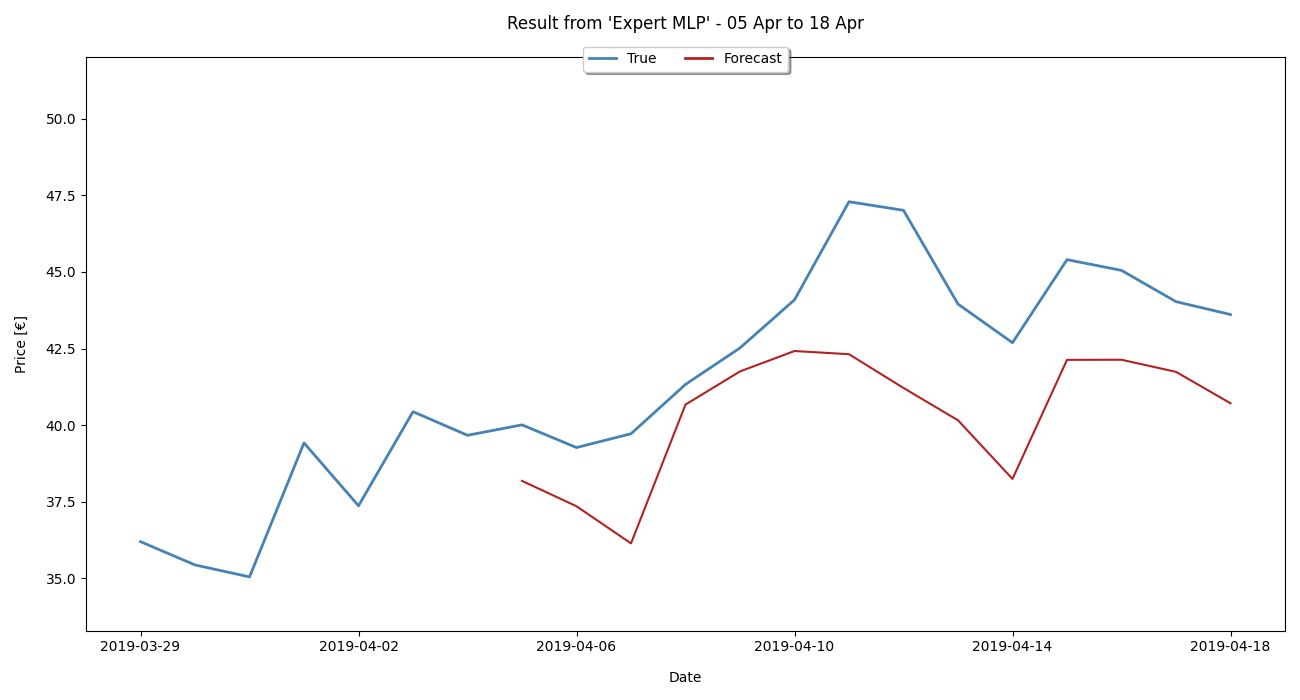 Result from 'Expert MLP' - 05 Apr to 18 Apr
True Forecast
50.0
47.5
45.0
42.5
40.0
37.5
35.0
Price [€]
2019-03-29 2019-04-02 2019-04-06 2019-04-10 2019-04-14 2019-04-18
Date